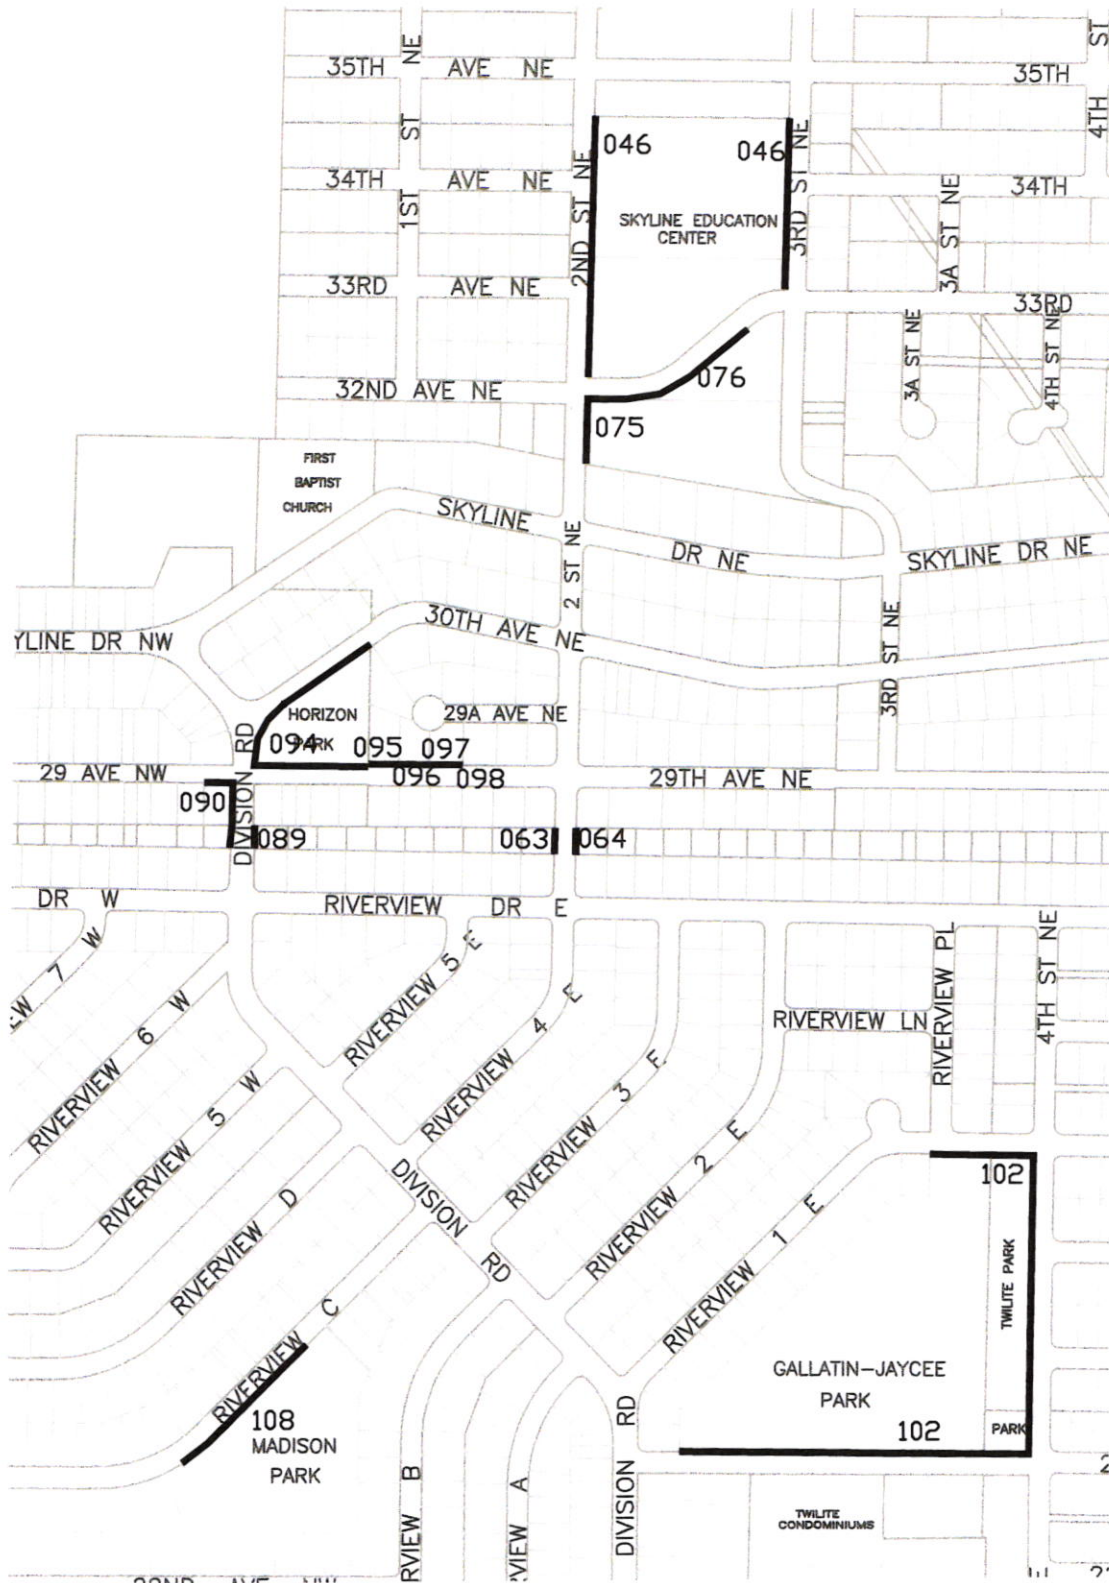 35TH AVE NE
1ST ST NE
35TH
4TH ST
046
046
2ND ST NE
3RD ST NE
34TH AVE NE
34TH
SKYLINE EDUCATION
CENTER
3A ST NE
33RD AVE NE
33RD
3A ST NE
4TH ST NE
076
32ND AVE NE
075
FIRST
BAPTIST
CHURCH
SKYLINE
DR NE
SKYLINE DR NE
2 ST NE
30TH AVE NE
3RD ST NE
YLINE DR NW
HORIZON
PARK
29A AVE NE
094
095
097
29 AVE NW
096
098
29TH AVE NE
090
DIVISION RD
089
063
064
DR W
RIVERVIEW DR E
EW 7 W
RIVERVIEW 6 W
RIVERVIEW 5 E
RIVERVIEW 4 E
RIVERVIEW LN
RIVERVIEW PL
4TH ST NE
RIVERVIEW 5 W
RIVERVIEW 3 E
RIVERVIEW 2 E
RIVERVIEW D
DIVISION RD
RIVERVIEW 1 E
102
TWILITE PARK
RIVERVIEW C
GALLATIN-JAYCEE
PARK
108
MADISON
PARK
102
PARK
RVIEW B
RVIEW A
DIVISION RD
TWILITE
CONDOMINIUMS